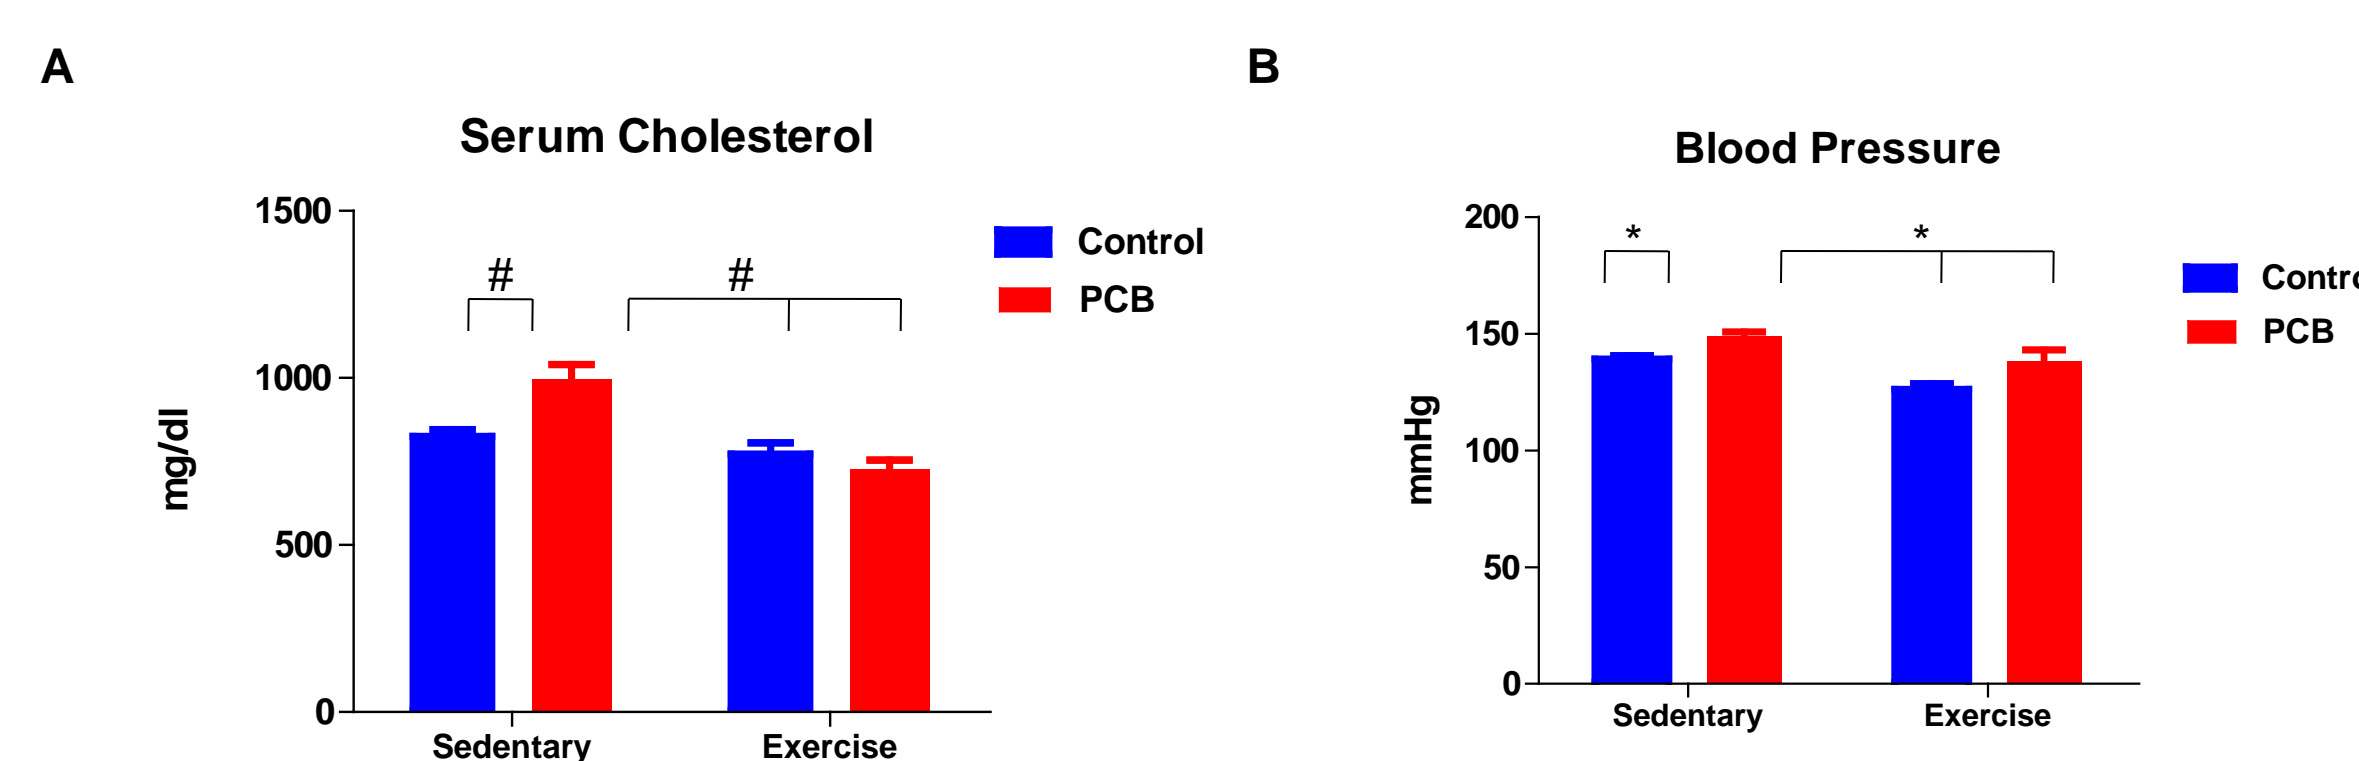 A
Serum Cholesterol
1500
1000
500
0
mg/dl
#
#
Control
PCB
Sedentary
Exercise
B
Blood Pressure
200
150
100
50
0
mmHg
*
*
Contro
PCB
Sedentary
Exercise